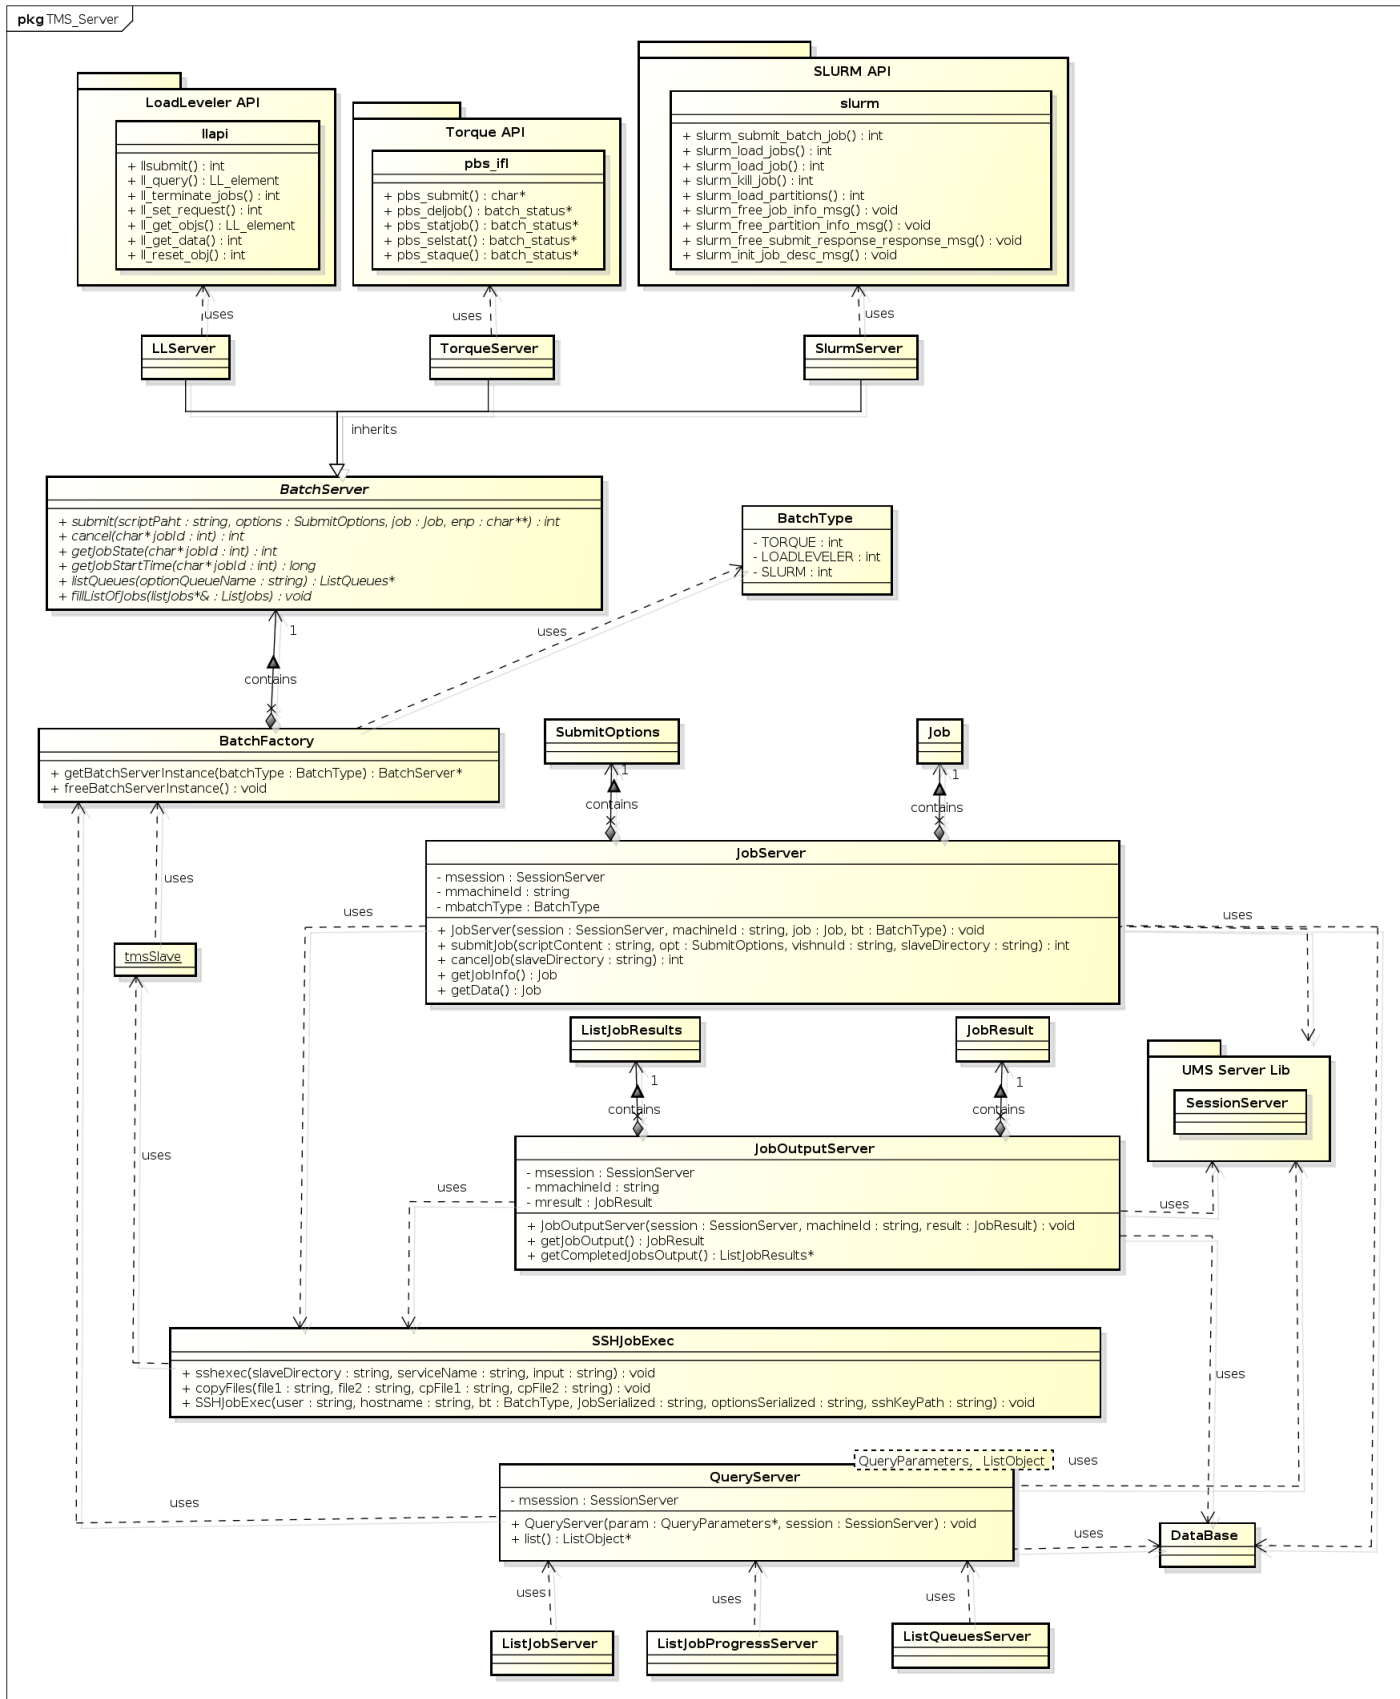 pkg TMS_Server
SLURM API
slurm
+ slurm_submit_batch_job() : int
+ slurm_load_jobs() : int
+ slurm_load_job() : int
+ slurm_kill_job() : int
+ slurm_load_partitions() : int
+ slurm_free_job_info_msg() : void
+ slurm_free_partition_info_msg() : void
+ slurm_free_submit_response_response_msg() : void
+ slurm_init_job_desc_msg() : void
LoadLeveler API
llapi
+ llsubmit() : int
+ ll_query() : LL_element
+ ll_terminate_jobs() : int
+ ll_set_request() : int
+ ll_get_objs() : LL_element
+ ll_get_data() : int
+ ll_reset_obj() : int
Torque API
pbs_ifl
+ pbs_submit() : char*
+ pbs_deljob() : batch_status*
+ pbs_statjob() : batch_status*
+ pbs_selstat() : batch_status*
+ pbs_staque() : batch_status*
uses
uses
uses
LLServer
TorqueServer
SlurmServer
inherits
BatchServer
+ submit(scriptPaht : string, options : SubmitOptions, job : Job, enp : char**) : int
+ cancel(char* jobId : int) : int
+ getJobState(char* jobId : int) : int
+ getJobStartTime(char* jobId : int) : long
+ listQueues(optionQueueName : string) : ListQueues*
+ fillListOfJobs(listJobs*& : ListJobs) : void
BatchType
- TORQUE : int
- LOADLEVELER : int
- SLURM : int
1
uses
contains
BatchFactory
+ getBatchServerInstance(batchType : BatchType) : BatchServer*
+ freeBatchServerInstance() : void
SubmitOptions
Job
1
1
contains
contains
JobServer
- msession : SessionServer
- mmachineId : string
- mbatchType : BatchType
+ JobServer(session : SessionServer, machineId : string, job : Job, bt : BatchType) : void
+ submitJob(scriptContent : string, opt : SubmitOptions, vishnuId : string, slaveDirectory : string) : int
+ cancelJob(slaveDirectory : string) : int
+ getJobInfo() : Job
+ getData() : Job
uses
uses
uses
tmsSlave
ListJobResults
JobResult
1
1
contains
contains
UMS Server Lib
SessionServer
JobOutputServer
- msession : SessionServer
- mmachineId : string
- mresult : JobResult
+ JobOutputServer(session : SessionServer, machineId : string, result : JobResult) : void
+ getJobOutput() : JobResult
+ getCompletedJobsOutput() : ListJobResults*
uses
uses
uses
uses
SSHJobExec
+ sshexec(slaveDirectory : string, serviceName : string, input : string) : void
+ copyFiles(file1 : string, file2 : string, cpFile1 : string, cpFile2 : string) : void
+ SSHJobExec(user : string, hostname : string, bt : BatchType, JobSerialized : string, optionsSerialized : string, sshKeyPath : string) : void
QueryParameters, ListObject
uses
QueryServer
- msession : SessionServer
+ QueryServer(param : QueryParameters*, session : SessionServer) : void
+ list() : ListObject*
uses
uses
DataBase
uses
uses
uses
ListJobServer
ListJobProgressServer
ListQueuesServer